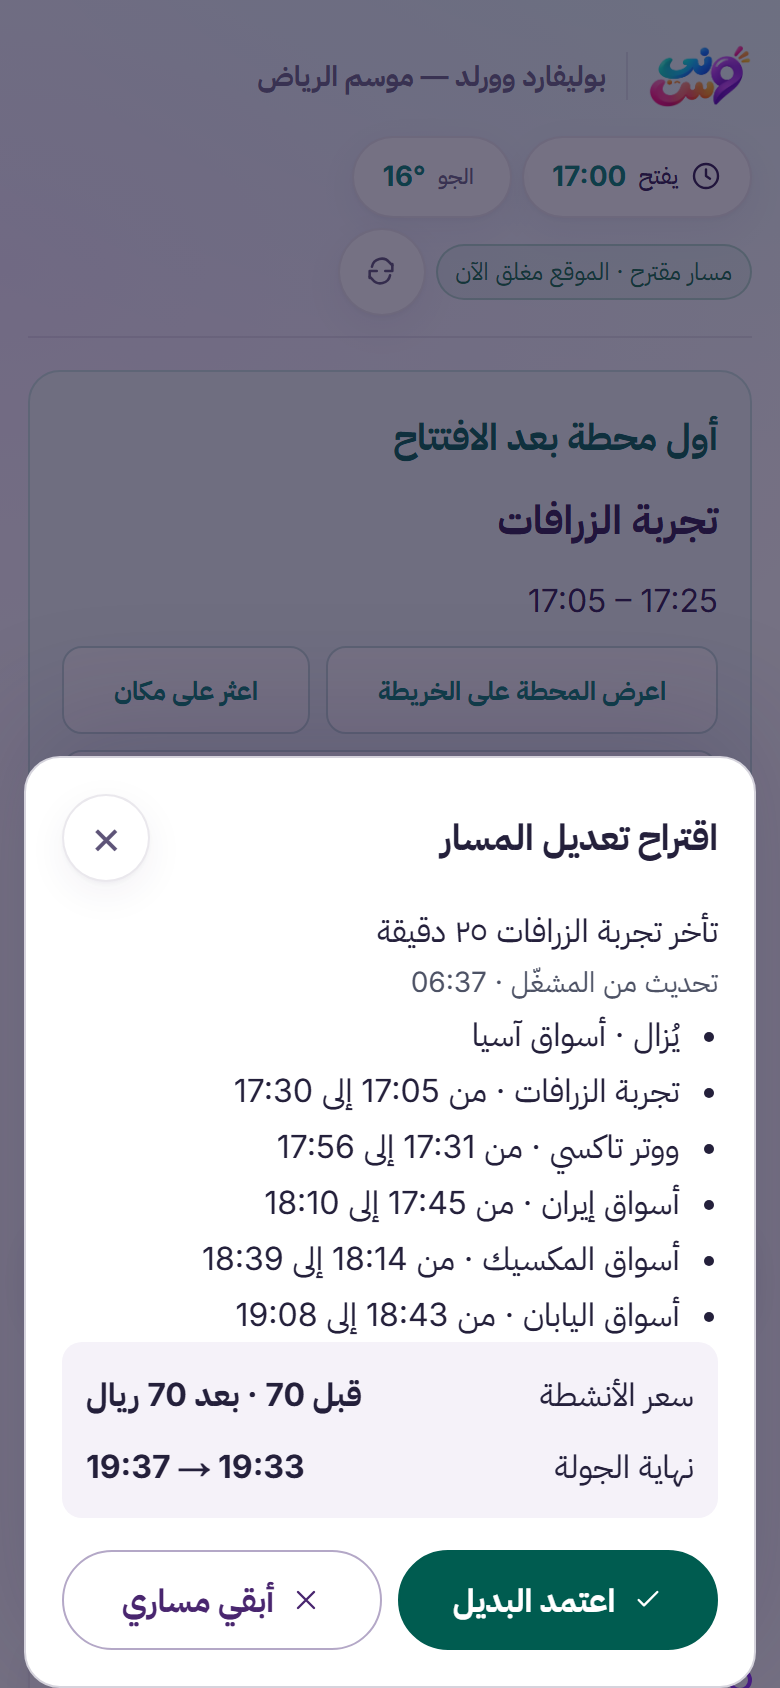 ونسني
بوليفارد وورلد — موسم الرياض
يفتح 17:00
الجو 16°
مسار مقترح · الموقع مغلق الآن
أول محطة بعد الافتتاح
تجربة الزرافات
17:05 – 17:25
اعرض المحطة على الخريطة
اعثر على مكان
اقتراح تعديل المسار
تأخر تجربة الزرافات ٢٥ دقيقة
تحديث من المشغّل · 06:37
• يُزال · أسواق آسيا
• تجربة الزرافات · من 17:05 إلى 17:30
• ووتر تاكسي · من 17:31 إلى 17:56
• أسواق إيران · من 17:45 إلى 18:10
• أسواق المكسيك · من 18:14 إلى 18:39
• أسواق اليابان · من 18:43 إلى 19:08
سعر الأنشطة قبل 70 · بعد 70 ريال
نهاية الجولة 19:33 → 19:37
اعتمد البديل
أبقي مساري